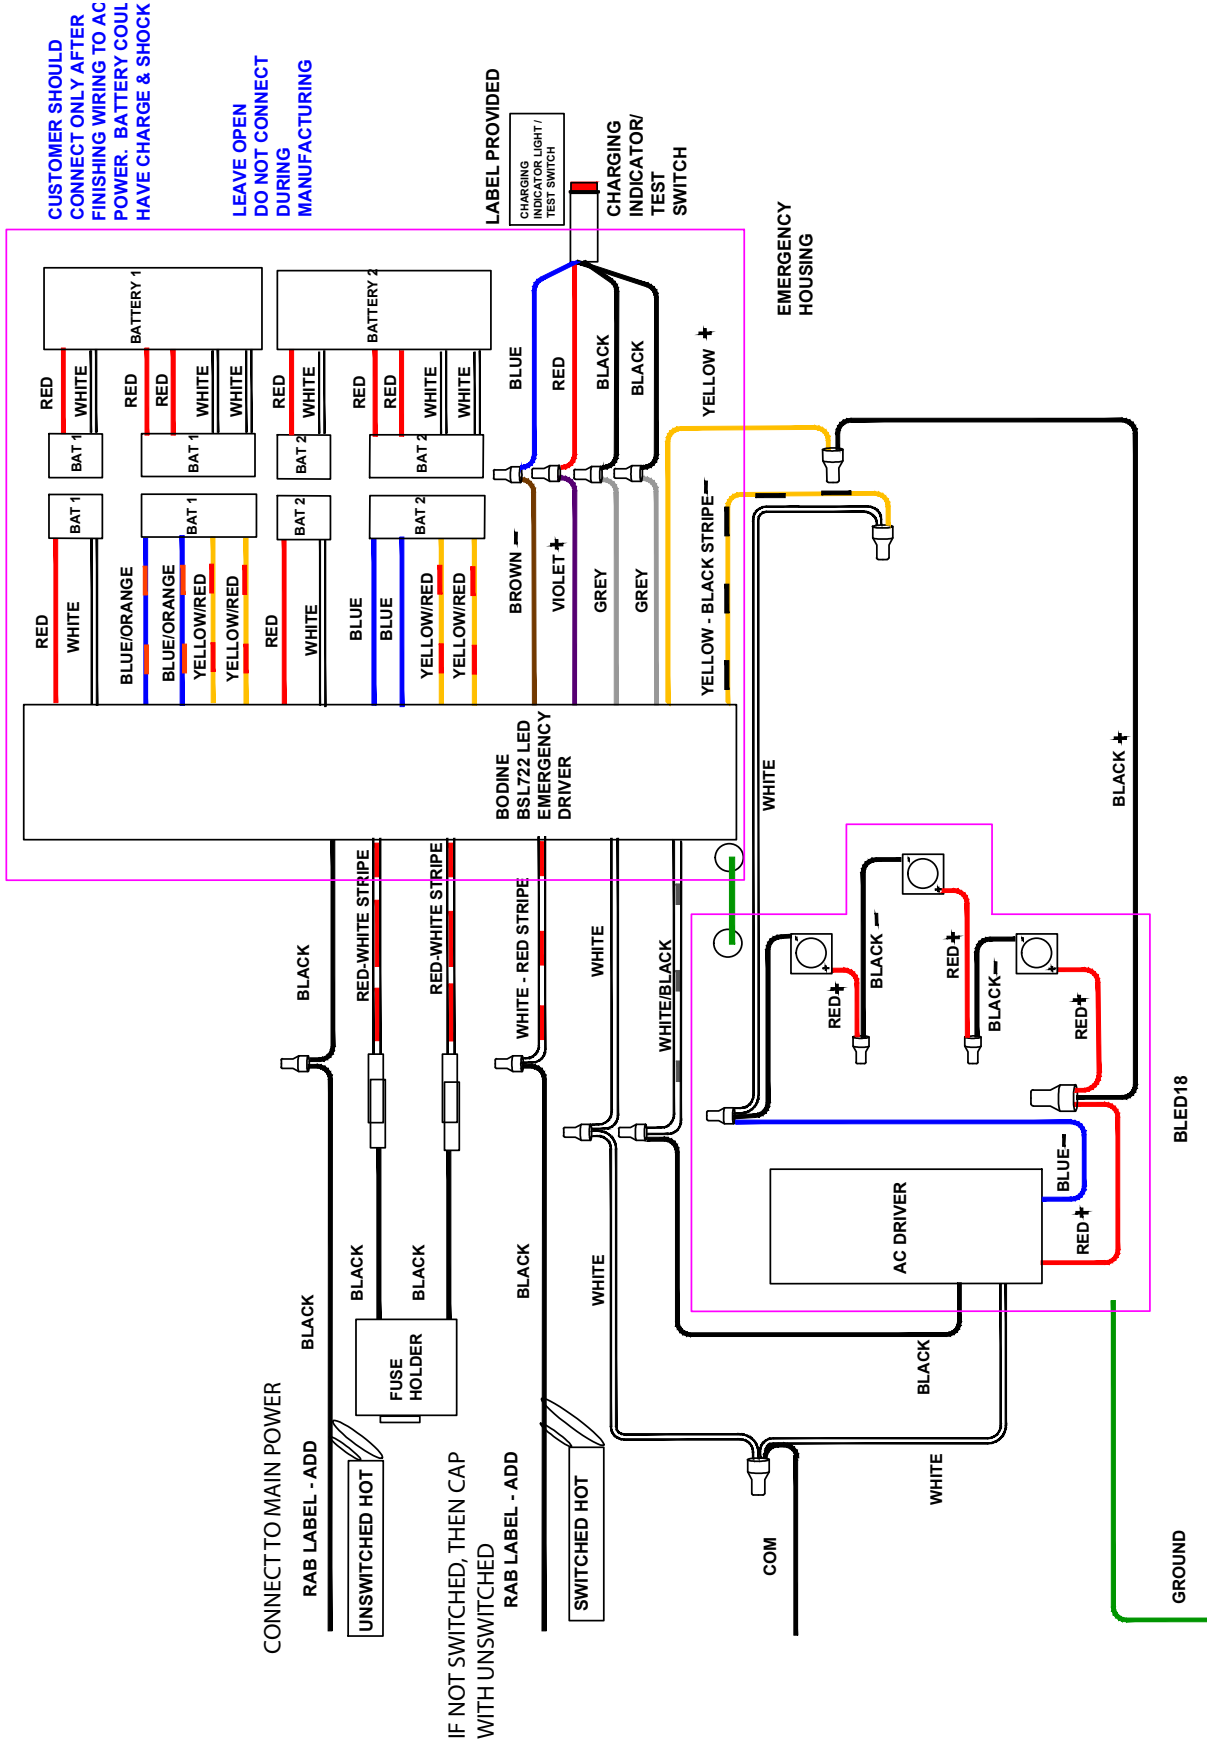 CUSTOMER SHOULD
CONNECT ONLY AFTER
FINISHING WIRING TO AC
POWER. BATTERY COUL
HAVE CHARGE & SHOCK
LEAVE OPEN
DO NOT CONNECT
DURING
MANUFACTURING
LABEL PROVIDED
CHARGING
INDICATOR LIGHT /
TEST SWITCH
CHARGING
INDICATOR/
TEST
SWITCH
EMERGENCY
HOUSING
BATTERY 1
BATTERY 2
RED
WHITE
RED
RED
WHITE
WHITE
RED
WHITE
RED
RED
WHITE
WHITE
BLUE
RED
BLACK
BLACK
YELLOW +
BAT 1
BAT 1
BAT 2
BAT 2
BAT 1
BAT 1
BAT 2
BAT 2
RED
WHITE
BLUE/ORANGE
BLUE/ORANGE
YELLOW/RED
YELLOW/RED
RED
WHITE
BLUE
BLUE
YELLOW/RED
YELLOW/RED
BROWN −
VIOLET +
GREY
GREY
YELLOW - BLACK STRIPE −
BODINE
BSL722 LED
EMERGENCY
DRIVER
WHITE
BLACK +
BLACK
RED-WHITE STRIPE
RED-WHITE STRIPE
WHITE - RED STRIPE
WHITE
WHITE/BLACK
RED+
BLACK −
RED+
BLACK−
RED+
BLED18
BLACK
BLACK
BLACK
BLACK
WHITE
AC DRIVER
BLUE−
RED+
FUSE
HOLDER
BLACK
WHITE
CONNECT TO MAIN POWER
RAB LABEL - ADD
UNSWITCHED HOT
IF NOT SWITCHED, THEN CAP
WITH UNSWITCHED
RAB LABEL - ADD
SWITCHED HOT
COM
GROUND